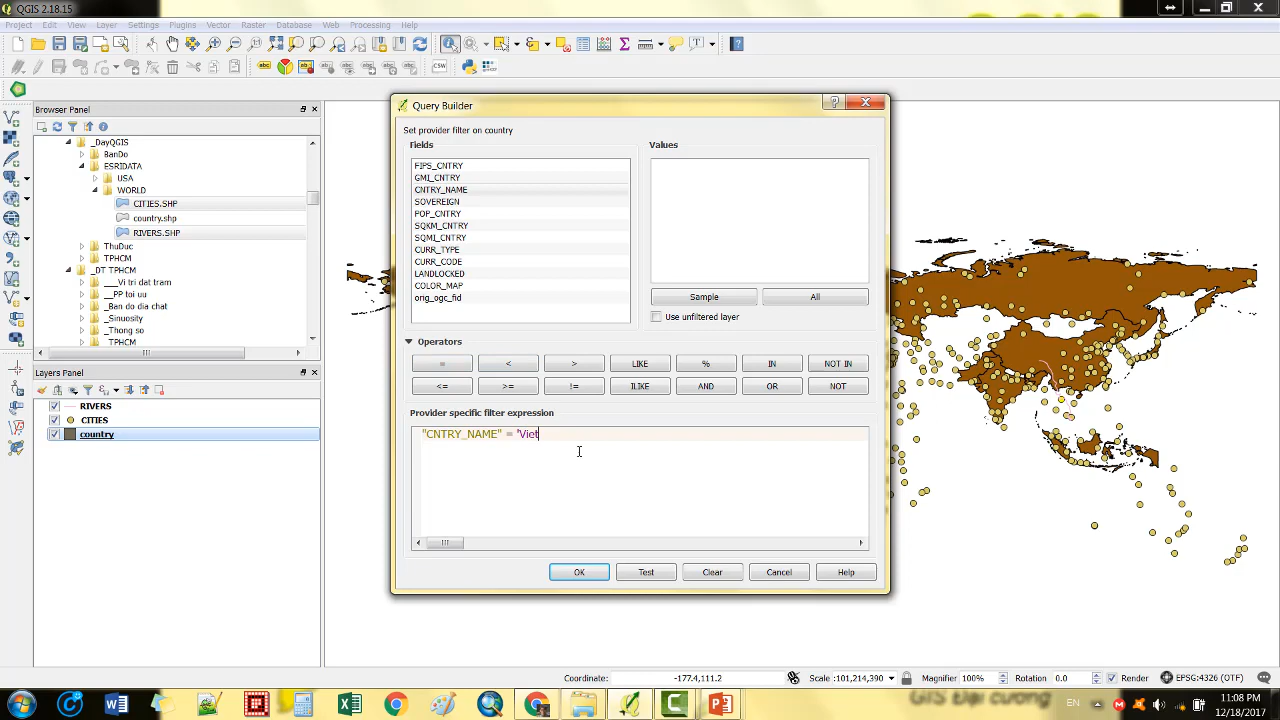 QGIS 2.18.15
Project Edit View Layer Settings Plugins Vector Raster Database Web Processing Help
CSW
Browser Panel
_DayQGIS
BanDo
ESRIDATA
USA
WORLD
CITIES.SHP
country.shp
RIVERS.SHP
ThuDuc
TPHCM
_DT TPHCM
___Vi tri dat tram
__PP toi uu
_Ban do dia chat
_Sinuosity
_Thong so
_TPHCM
Layers Panel
RIVERS
CITIES
country
Query Builder
Set provider filter on country
Fields
Values
FIPS_CNTRY
GMI_CNTRY
CNTRY_NAME
SOVEREIGN
POP_CNTRY
SQKM_CNTRY
SQMI_CNTRY
CURR_TYPE
CURR_CODE
LANDLOCKED
COLOR_MAP
orig_ogc_fid
Sample All
Use unfiltered layer
Operators
= < > LIKE % IN NOT IN
<= >= != ILIKE AND OR NOT
Provider specific filter expression
"CNTRY_NAME" = 'Viet
OK Test Clear Cancel Help
Coordinate: -177.4,111.2 Scale :101,214,390 Magnifier 100% Rotation 0.0 Render EPSG:4326 (OTF)
GIS đại cương
EN
11:08 PM
12/18/2017